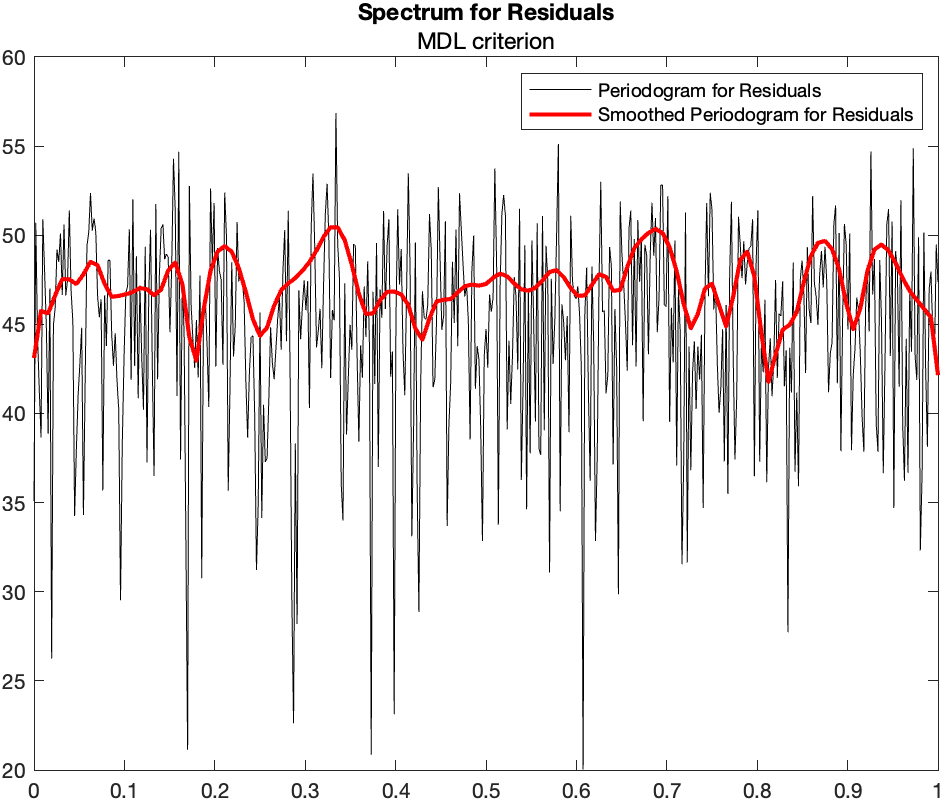 Spectrum for Residuals
MDL criterion
Periodogram for Residuals
Smoothed Periodogram for Residuals
60
55
50
45
40
35
30
25
20
0 0.1 0.2 0.3 0.4 0.5 0.6 0.7 0.8 0.9 1